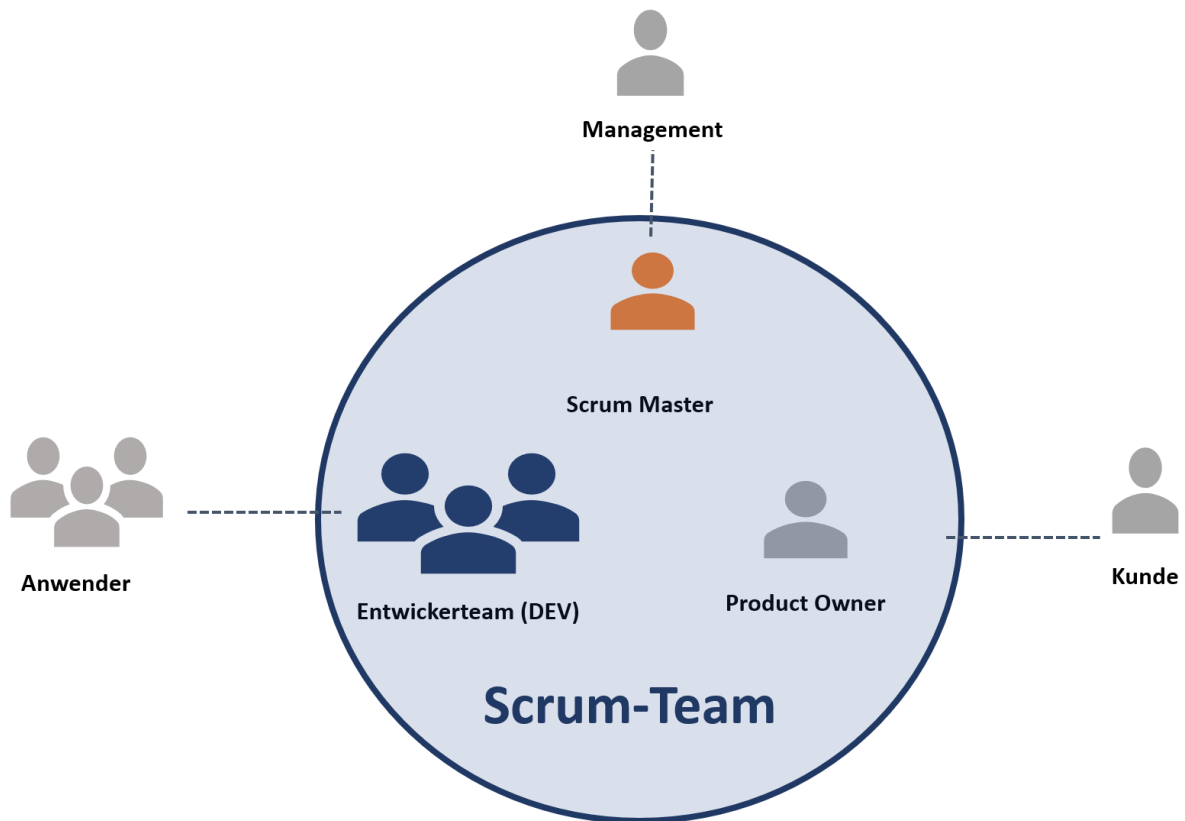 Management
Scrum Master
Anwender
Entwickerteam (DEV)
Product Owner
Kunde
Scrum-Team